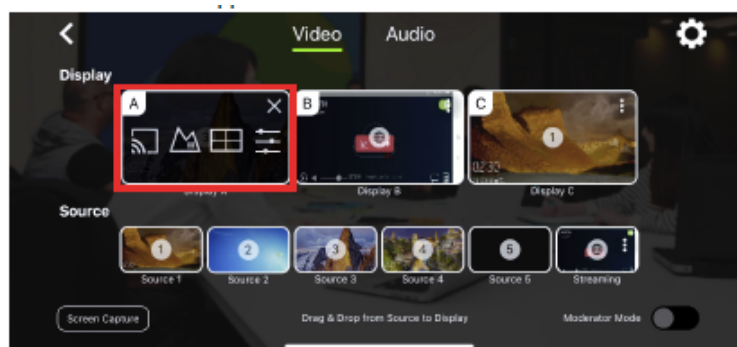 Video Audio
Display
A B C
1
02:30
Display B Display C
Source
1 2 3 4 5
Source 1 Source 2 Source 3 Source 4 Source 5 Streaming
Screen Capture Drag & Drop from Source to Display Moderator Mode